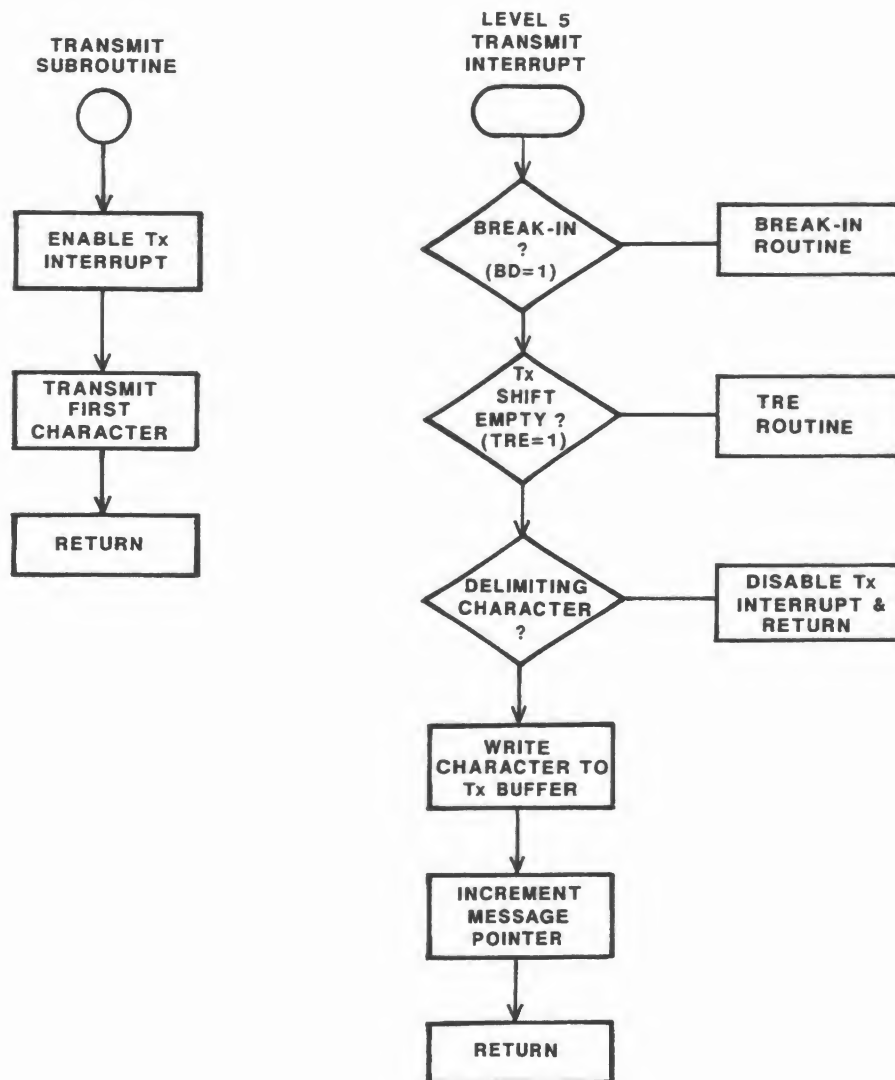 TRANSMIT
SUBROUTINE
ENABLE Tx
INTERRUPT
TRANSMIT
FIRST
CHARACTER
RETURN
LEVEL 5
TRANSMIT
INTERRUPT
BREAK-IN
?
(BD=1)
BREAK-IN
ROUTINE
Tx
SHIFT
EMPTY ?
(TRE=1)
TRE
ROUTINE
DELIMITING
CHARACTER
?
DISABLE Tx
INTERRUPT &
RETURN
WRITE
CHARACTER TO
Tx BUFFER
INCREMENT
MESSAGE
POINTER
RETURN